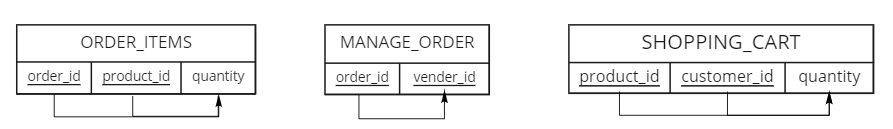 ORDER_ITEMS
order_id product_id quantity
MANAGE_ORDER
order_id vender_id
SHOPPING_CART
product_id customer_id quantity